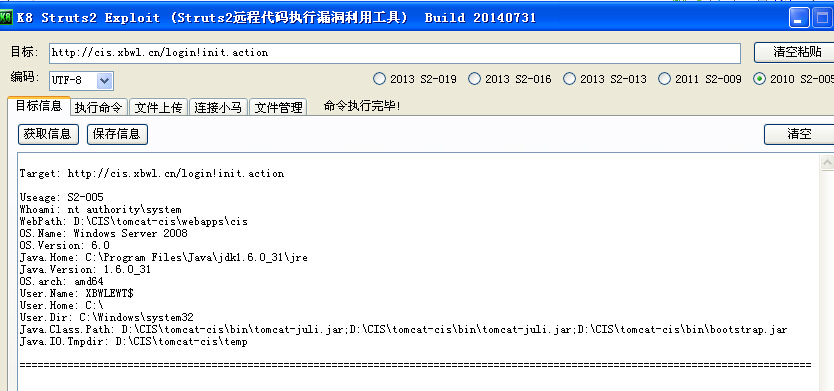 K8 Struts2 Exploit (Struts2远程代码执行漏洞利用工具) Build 20140731
目标: http://cis.xbwl.cn/login!init.action 清空粘贴
编码: UTF-8 2013 S2-019 2013 S2-016 2013 S2-013 2011 S2-009 2010 S2-005
目标信息 执行命令 文件上传 连接小马 文件管理 命令执行完毕!
获取信息 保存信息 清空
Target: http://cis.xbwl.cn/login!init.action
Useage: S2-005
Whoami: nt authority\system
WebPath: D:\CIS\tomcat-cis\webapps\cis
OS.Name: Windows Server 2008
OS.Version: 6.0
Java.Home: C:\Program Files\Java\jdk1.6.0_31\jre
Java.Version: 1.6.0_31
OS.arch: amd64
User.Name: XBWLEWT$
User.Home: C:\
User.Dir: C:\Windows\system32
Java.Class.Path: D:\CIS\tomcat-cis\bin\tomcat-juli.jar;D:\CIS\tomcat-cis\bin\tomcat-juli.jar;D:\CIS\tomcat-cis\bin\bootstrap.jar
Java.IO.Tmpdir: D:\CIS\tomcat-cis\temp